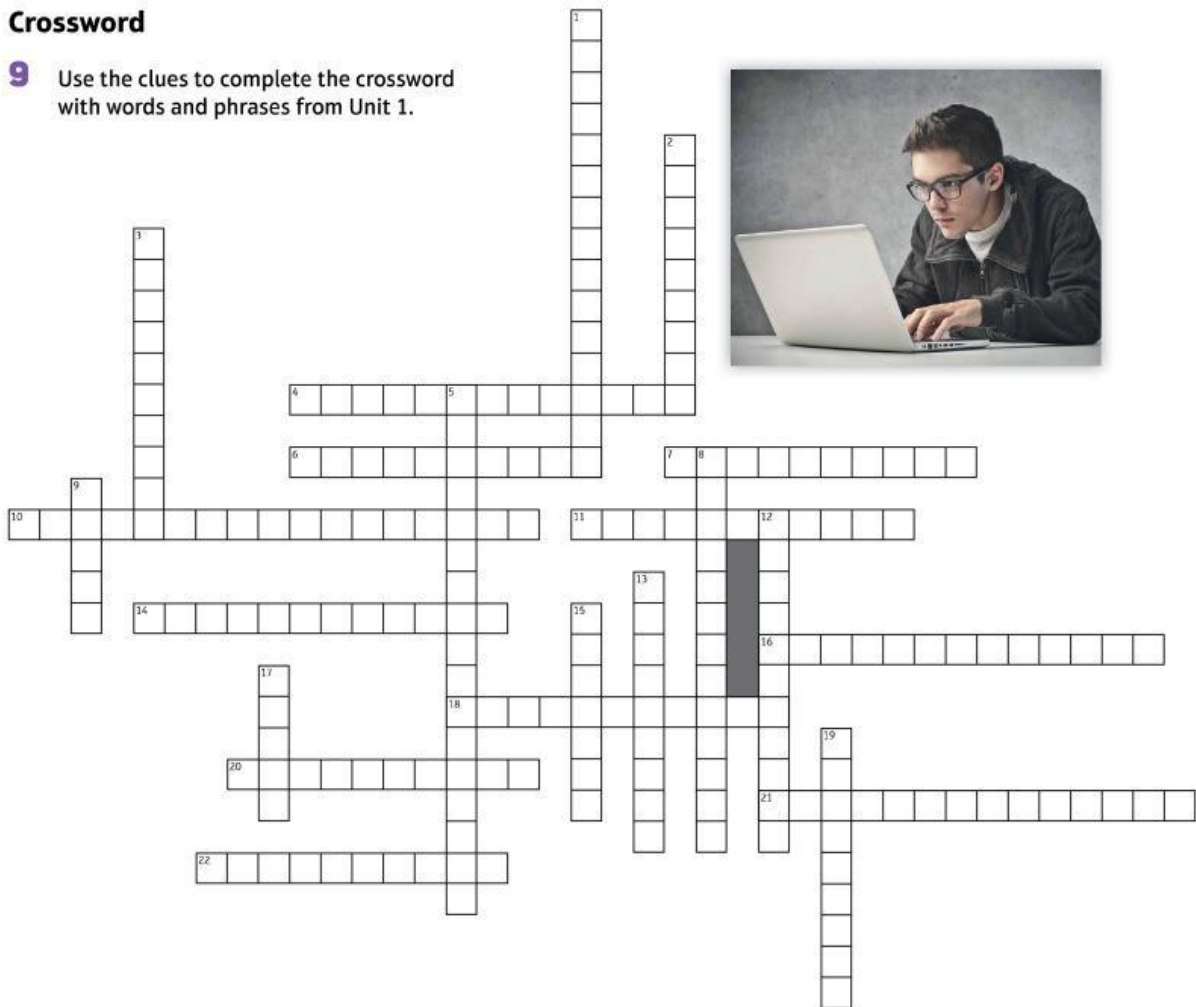 Crossword
9 Use the clues to complete the crossword
with words and phrases from Unit 1.
1
2
3
4 5
6 7 8
9
10 11 12
13
14 15
16
17
18
19
20
21
22